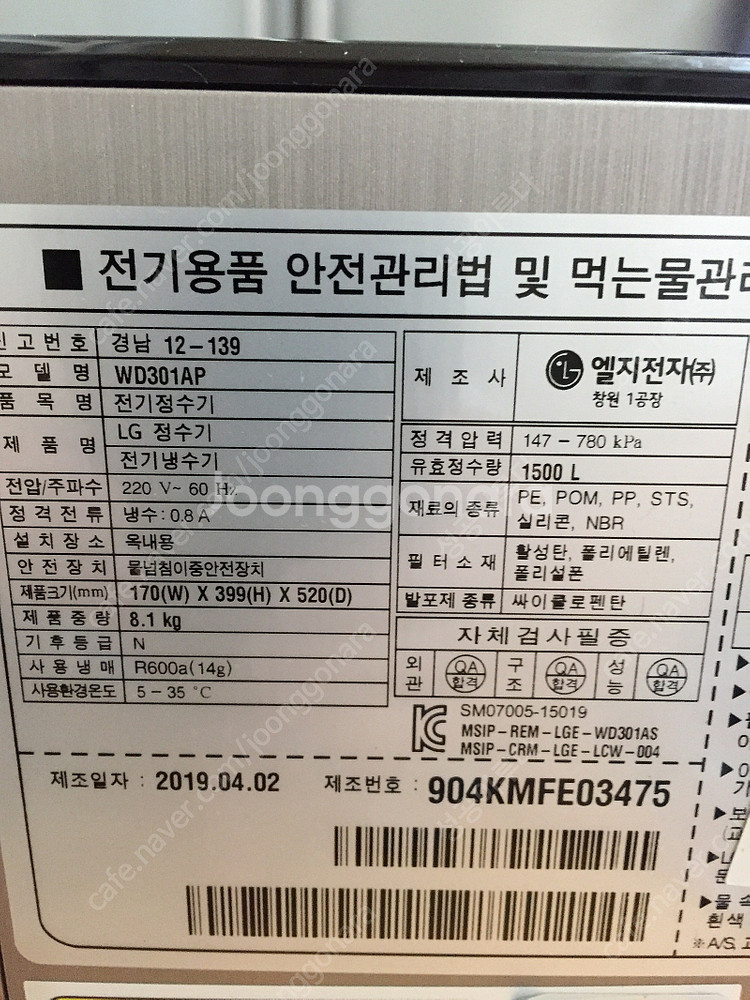 ■ 전기용품 안전관리법 및 먹는물관리
신고번호 경남 12-139
모델명 WD301AP
품목명 전기정수기
제품명 LG 정수기
전기냉수기
전압/주파수 220 V~ 60 Hz
정격전류 냉수: 0.8 A
설치장소 옥내용
안전장치 물넘침이중안전장치
제품크기(mm) 170(W) X 399(H) X 520(D)
제품중량 8.1 kg
기후등급 N
사용냉매 R600a(14g)
사용환경온도 5 - 35 ℃
제조사 LG 엘지전자(주)
창원 1공장
정격압력 147 - 780 kPa
유효정수량 1500 L
재료의 종류 PE, POM, PP, STS,
실리콘, NBR
필터소재 활성탄, 폴리에틸렌,
폴리설폰
발포제 종류 싸이클로펜탄
자체검사필증
외관 QA 합격 구조 QA 합격 성능 QA 합격
SM07005-15019
MSIP-REM-LGE-WD301AS
MSIP-CRM-LGE-LCW-004
제조일자 : 2019.04.02 제조번호 : 904KMFE03475
▶물 속
흰색
※A/S, 고
Joonggonara
cafe.naver.com/joonggonara